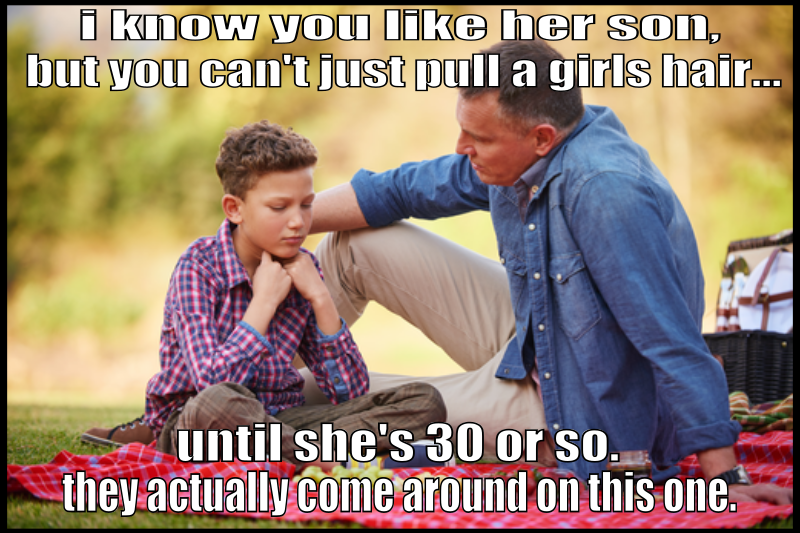 i know you like her son,
but you can't just pull a girls hair...
until she's 30 or so.
they actually come around on this one.